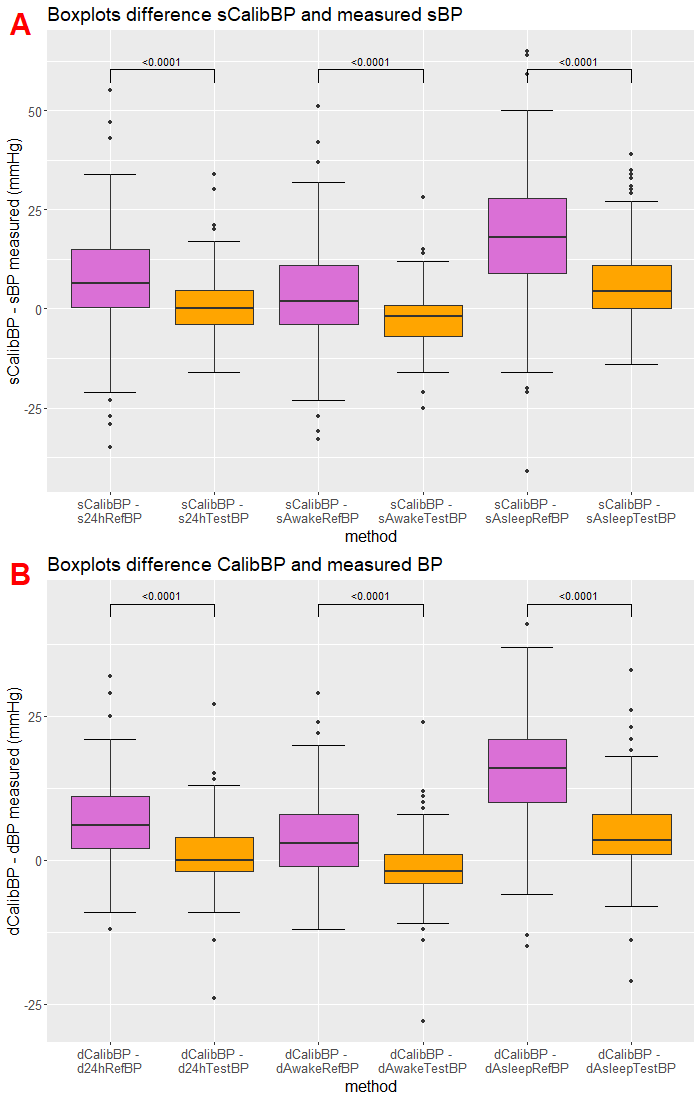 A
Boxplots difference sCalibBP and measured sBP
<0.0001 <0.0001 <0.0001
sCalibBP - sBP measured (mmHg)
50
25
0
-25
sCalibBP - sCalibBP - sCalibBP - sCalibBP - sCalibBP - sCalibBP -
s24hRefBP s24hTestBP sAwakeRefBP sAwakeTestBP sAsleepRefBP sAsleepTestBP
method
B
Boxplots difference CalibBP and measured BP
<0.0001 <0.0001 <0.0001
dCalibBP - dBP measured (mmHg)
25
0
-25
dCalibBP - dCalibBP - dCalibBP - dCalibBP - dCalibBP - dCalibBP -
d24hRefBP d24hTestBP dAwakeRefBP dAwakeTestBP dAsleepRefBP dAsleepTestBP
method